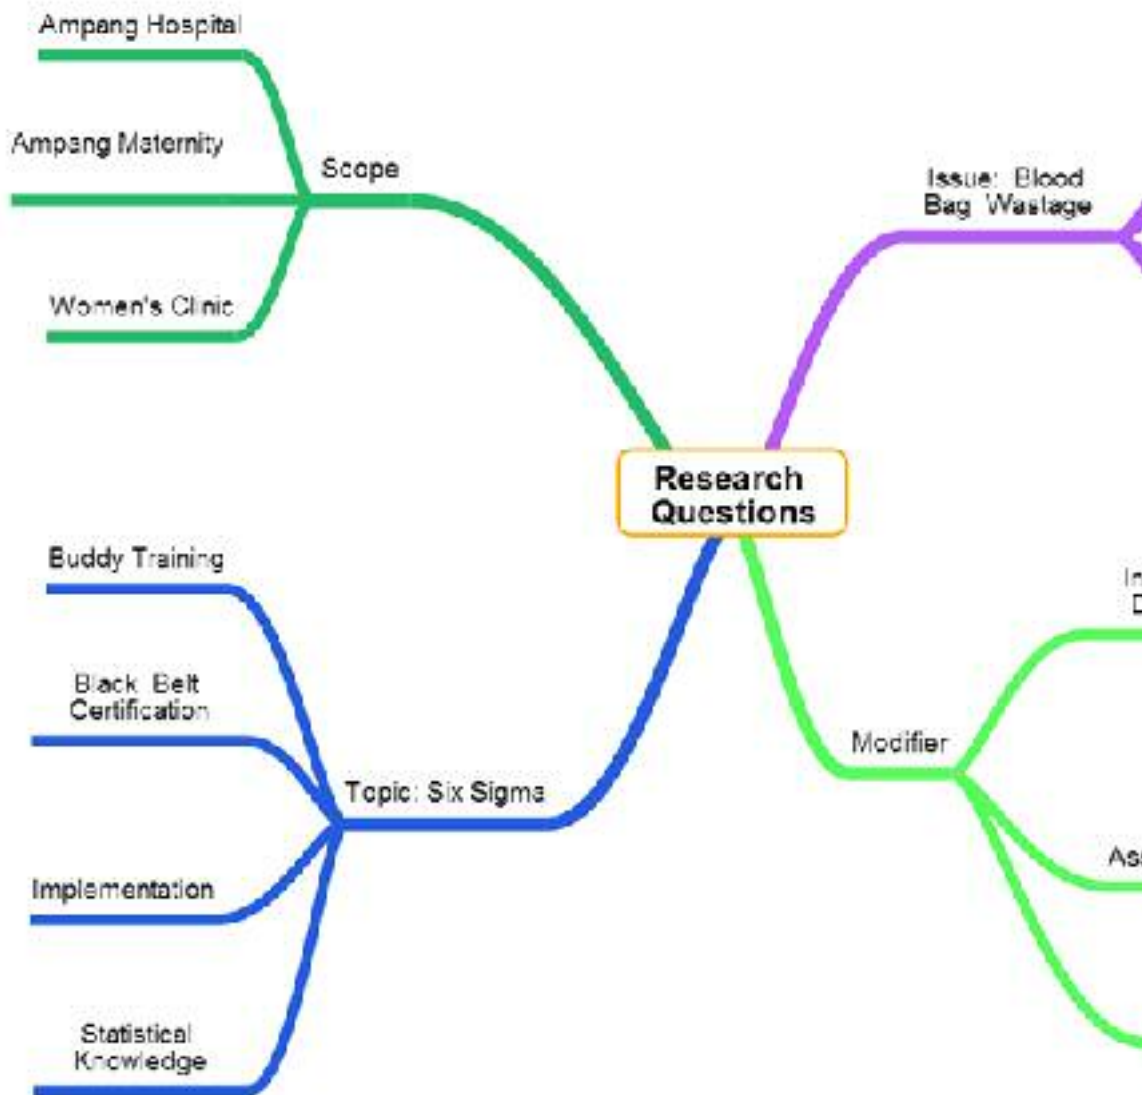 Ampang Hospital
Ampang Maternity
Scope
Women's Clinic
Issue: Blood
Bag Wastage
Research
Questions
Buddy Training
Black Belt
Certification
Topic: Six Sigma
Implementation
Statistical
Knowledge
Modifier